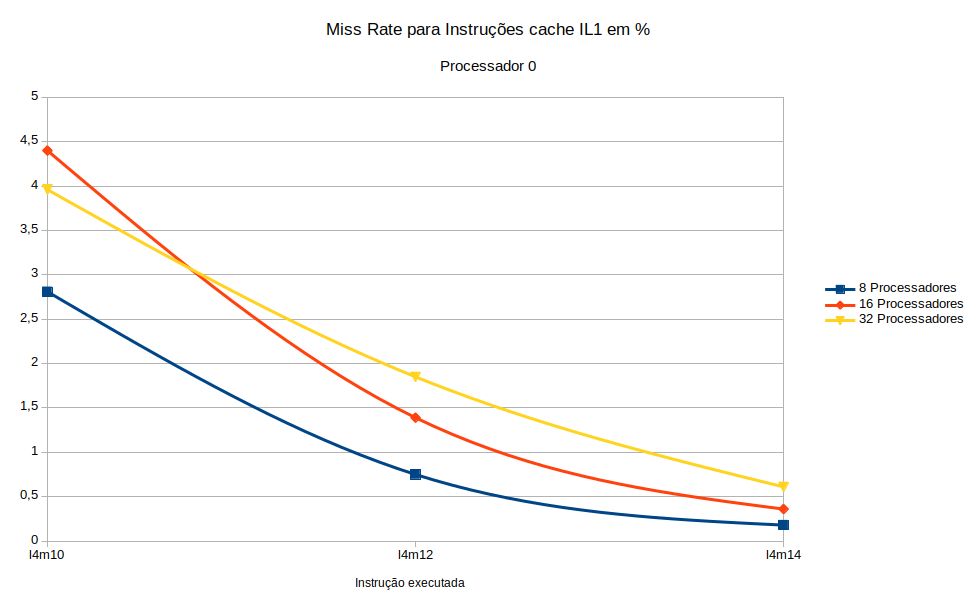 Miss Rate para Instruções cache IL1 em %
Processador 0
5
4,5
4
3,5
3
2,5
2
1,5
1
0,5
0
l4m10
l4m12
l4m14
Instrução executada
8 Processadores
16 Processadores
32 Processadores